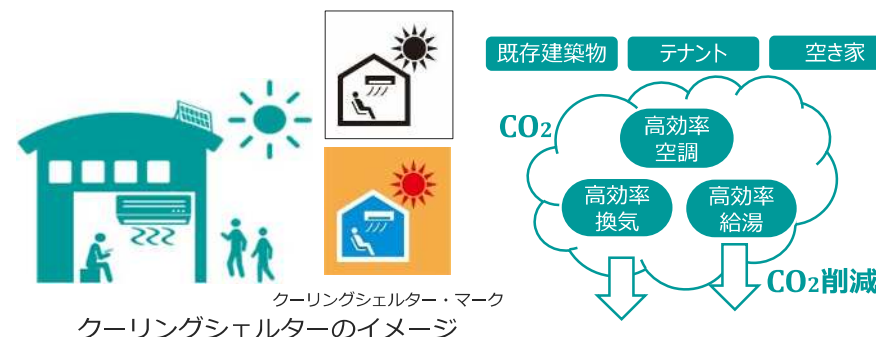 クーリングシェルター・マーク
クーリングシェルターのイメージ
既存建築物
テナント
空き家
CO2
高効率
空調
高効率
換気
高効率
給湯
CO2削減